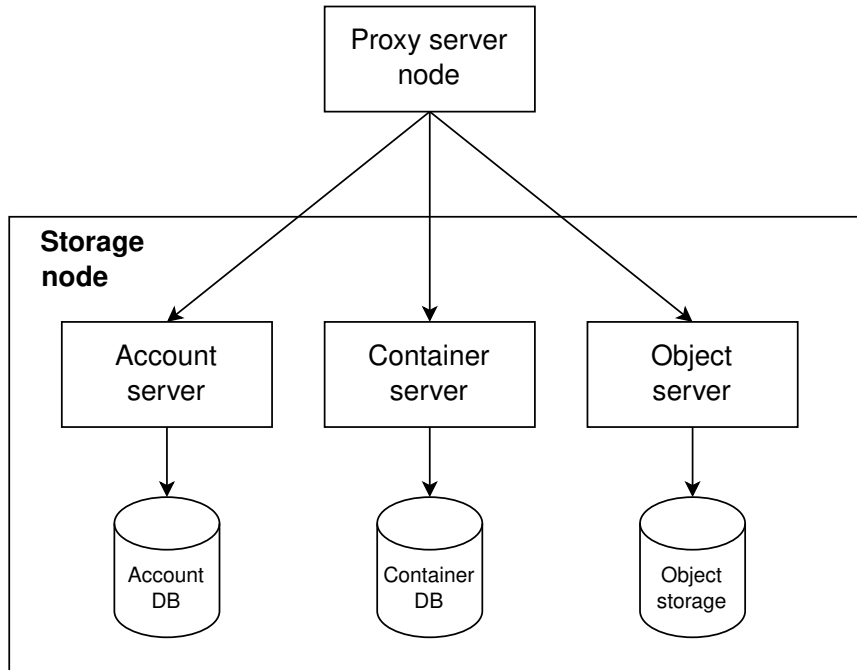 Proxy server
node
Storage
node
Account
server
Container
server
Object
server
Account
DB
Container
DB
Object
storage